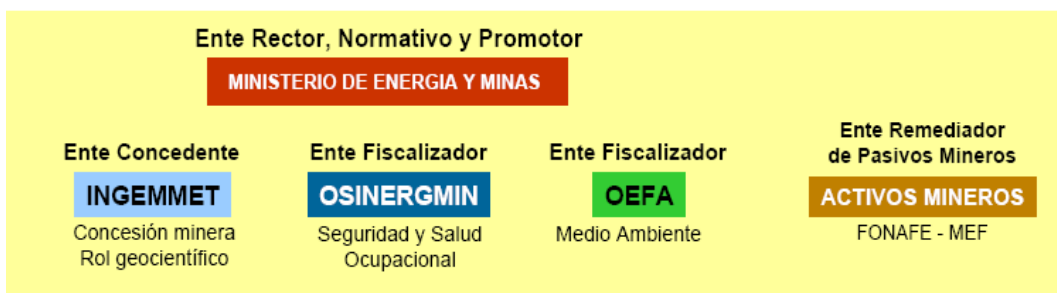 Ente Rector, Normativo y Promotor
MINISTERIO DE ENERGIA Y MINAS
Ente Concedente
INGEMMET
Concesión minera
Rol geocientífico
Ente Fiscalizador
OSINERGMIN
Seguridad y Salud
Ocupacional
Ente Fiscalizador
OEFA
Medio Ambiente
Ente Remediador
de Pasivos Mineros
ACTIVOS MINEROS
FONAFE - MEF